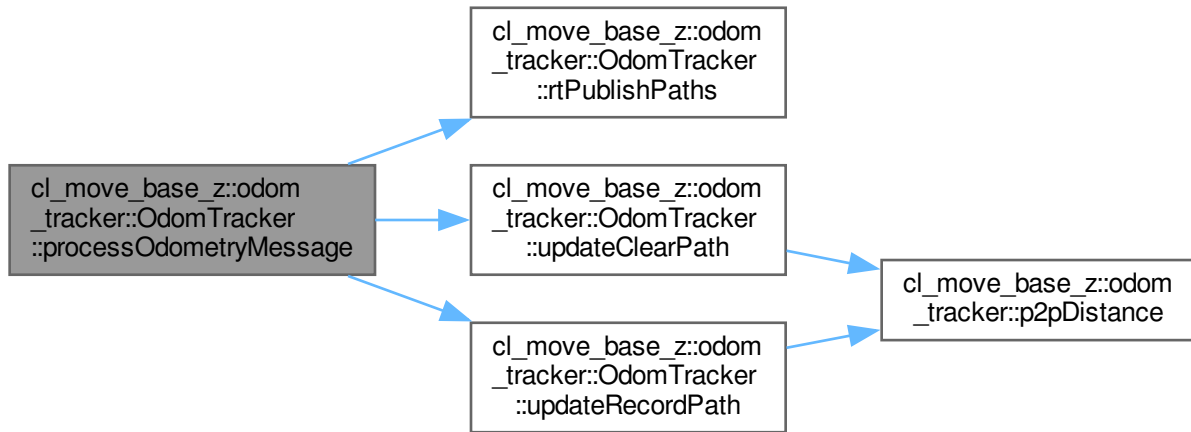 cl_move_base_z::odom
_tracker::OdomTracker
::rtPublishPaths
cl_move_base_z::odom
_tracker::OdomTracker
::processOdometryMessage
cl_move_base_z::odom
_tracker::OdomTracker
::updateClearPath
cl_move_base_z::odom
_tracker::p2pDistance
cl_move_base_z::odom
_tracker::OdomTracker
::updateRecordPath